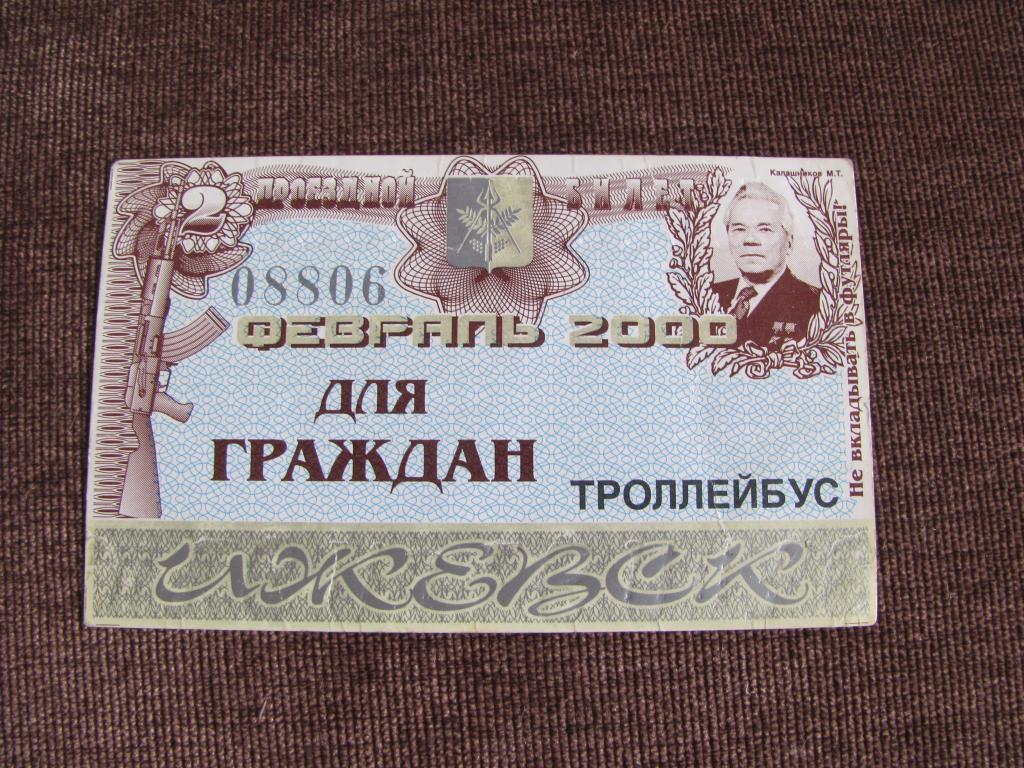 2
ПРОЕЗДНОЙ БИЛЕТ
Калашников М.Т.
08806
ФЕВРАЛЬ 2000
ДЛЯ
ГРАЖДАН
ТРОЛЛЕЙБУС
Не вкладывать в футляры!
ИЖЕВСК